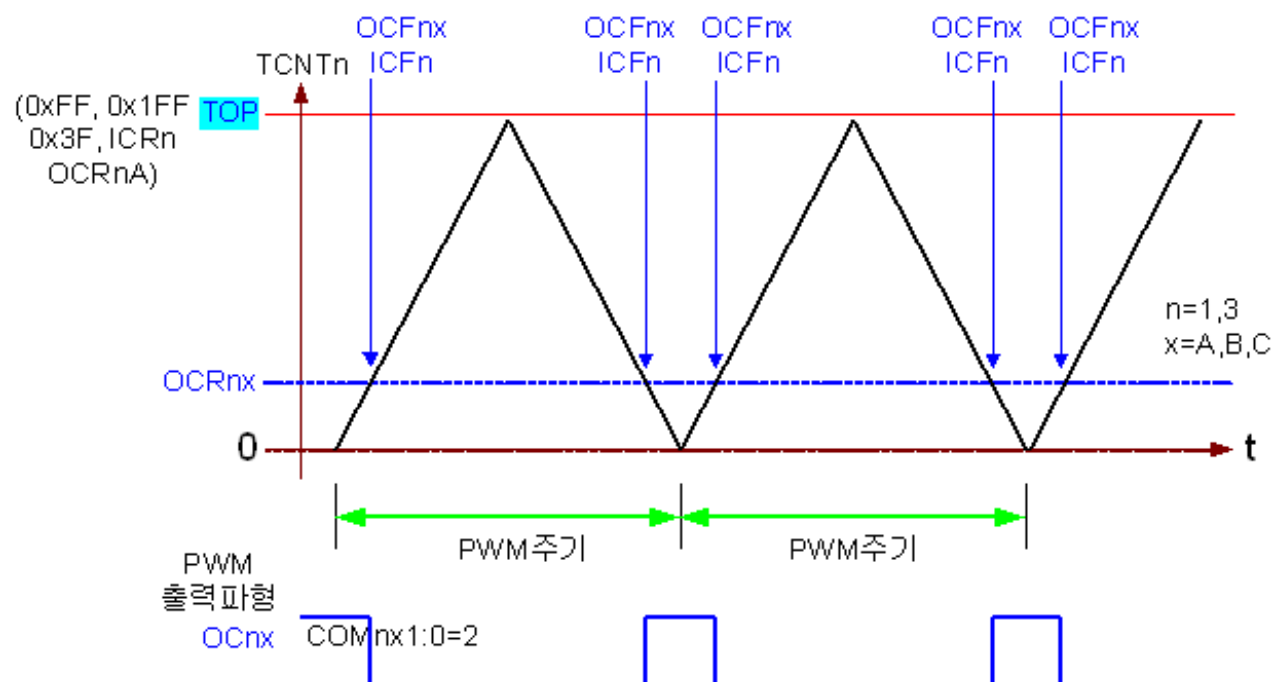 OCFnx OCFnx OCFnx OCFnx OCFnx
TCNTn ICFn ICFn ICFn ICFn ICFn
(0xFF, 0x1FF TOP
0x3F, ICRn
OCRnA)
n=1,3
x=A,B,C
OCRnx
0 t
PWM주기 PWM주기
PWM
출력파형
OCnx COMnx1:0=2